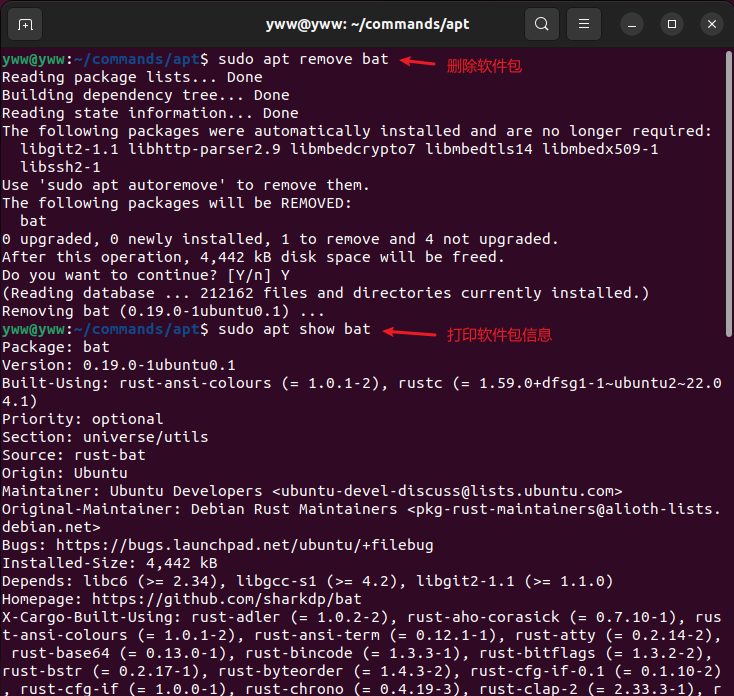 yww@yww: ~/commands/apt
yww@yww:~/commands/apt$ sudo apt remove bat 删除软件包
Reading package lists... Done
Building dependency tree... Done
Reading state information... Done
The following packages were automatically installed and are no longer required:
  libgit2-1.1 libhttp-parser2.9 libmbedcrypto7 libmbedtls14 libmbedx509-1
  libssh2-1
Use 'sudo apt autoremove' to remove them.
The following packages will be REMOVED:
  bat
0 upgraded, 0 newly installed, 1 to remove and 4 not upgraded.
After this operation, 4,442 kB disk space will be freed.
Do you want to continue? [Y/n] Y
(Reading database ... 212162 files and directories currently installed.)
Removing bat (0.19.0-1ubuntu0.1) ...
yww@yww:~/commands/apt$ sudo apt show bat 打印软件包信息
Package: bat
Version: 0.19.0-1ubuntu0.1
Built-Using: rust-ansi-colours (= 1.0.1-2), rustc (= 1.59.0+dfsg1-1~ubuntu2~22.0
4.1)
Priority: optional
Section: universe/utils
Source: rust-bat
Origin: Ubuntu
Maintainer: Ubuntu Developers <ubuntu-devel-discuss@lists.ubuntu.com>
Original-Maintainer: Debian Rust Maintainers <pkg-rust-maintainers@alioth-lists.
debian.net>
Bugs: https://bugs.launchpad.net/ubuntu/+filebug
Installed-Size: 4,442 kB
Depends: libc6 (>= 2.34), libgcc-s1 (>= 4.2), libgit2-1.1 (>= 1.1.0)
Homepage: https://github.com/sharkdp/bat
X-Cargo-Built-Using: rust-adler (= 1.0.2-2), rust-aho-corasick (= 0.7.10-1), rus
t-ansi-colours (= 1.0.1-2), rust-ansi-term (= 0.12.1-1), rust-atty (= 0.2.14-2),
 rust-base64 (= 0.13.0-1), rust-bincode (= 1.3.3-1), rust-bitflags (= 1.3.2-2),
rust-bstr (= 0.2.17-1), rust-byteorder (= 1.4.3-2), rust-cfg-if-0.1 (= 0.1.10-2)
, rust-cfg-if (= 1.0.0-1), rust-chrono (= 0.4.19-3), rust-clap-2 (= 2.33.3-1), r